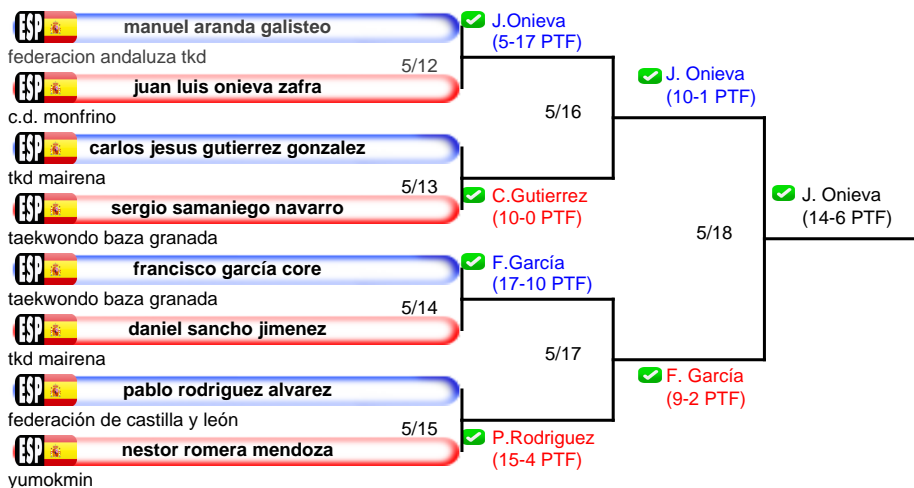 ESP manuel aranda galisteo
federacion andaluza tkd
5/12
ESP juan luis onieva zafra
c.d. monfrino
J.Onieva
(5-17 PTF)
ESP carlos jesus gutierrez gonzalez
tkd mairena
5/13
ESP sergio samaniego navarro
taekwondo baza granada
C.Gutierrez
(10-0 PTF)
5/16
J. Onieva
(10-1 PTF)
ESP francisco garcía core
taekwondo baza granada
5/14
ESP daniel sancho jimenez
tkd mairena
F.García
(17-10 PTF)
ESP pablo rodriguez alvarez
federación de castilla y león
5/15
ESP nestor romera mendoza
yumokmin
P.Rodriguez
(15-4 PTF)
5/17
F. García
(9-2 PTF)
5/18
J. Onieva
(14-6 PTF)